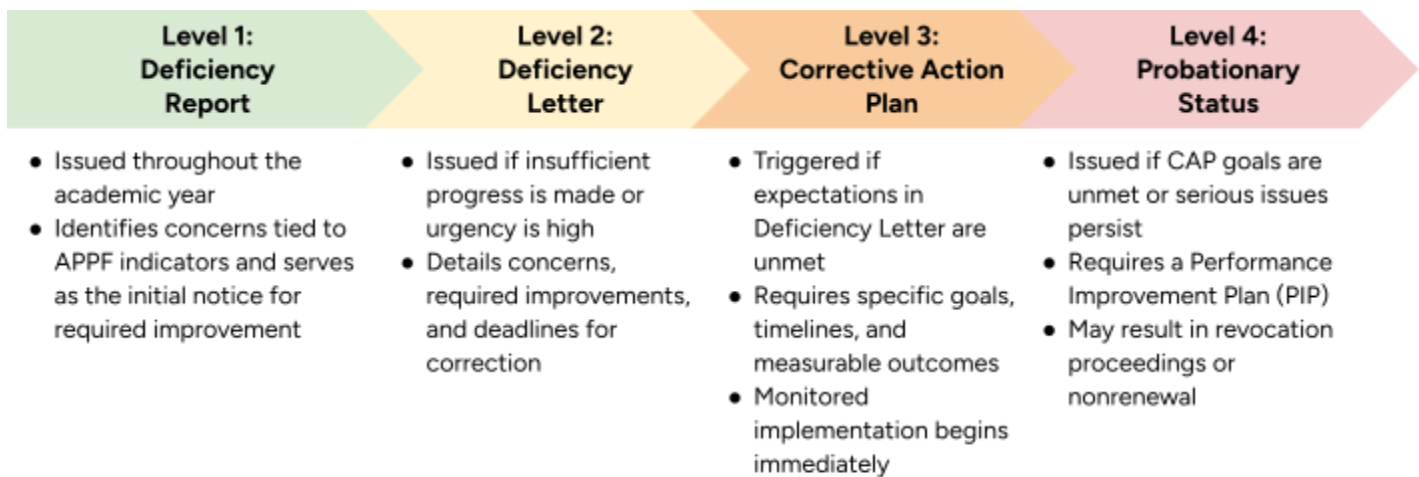 Level 1:
Deficiency
Report
● Issued throughout the
academic year
● Identifies concerns tied to
APPF indicators and serves
as the initial notice for
required improvement
Level 2:
Deficiency
Letter
● Issued if insufficient
progress is made or
urgency is high
● Details concerns,
required improvements,
and deadlines for
correction
Level 3:
Corrective Action
Plan
● Triggered if
expectations in
Deficiency Letter are
unmet
● Requires specific goals,
timelines, and
measurable outcomes
● Monitored
implementation begins
immediately
Level 4:
Probationary
Status
● Issued if CAP goals are
unmet or serious issues
persist
● Requires a Performance
Improvement Plan (PIP)
● May result in revocation
proceedings or
nonrenewal